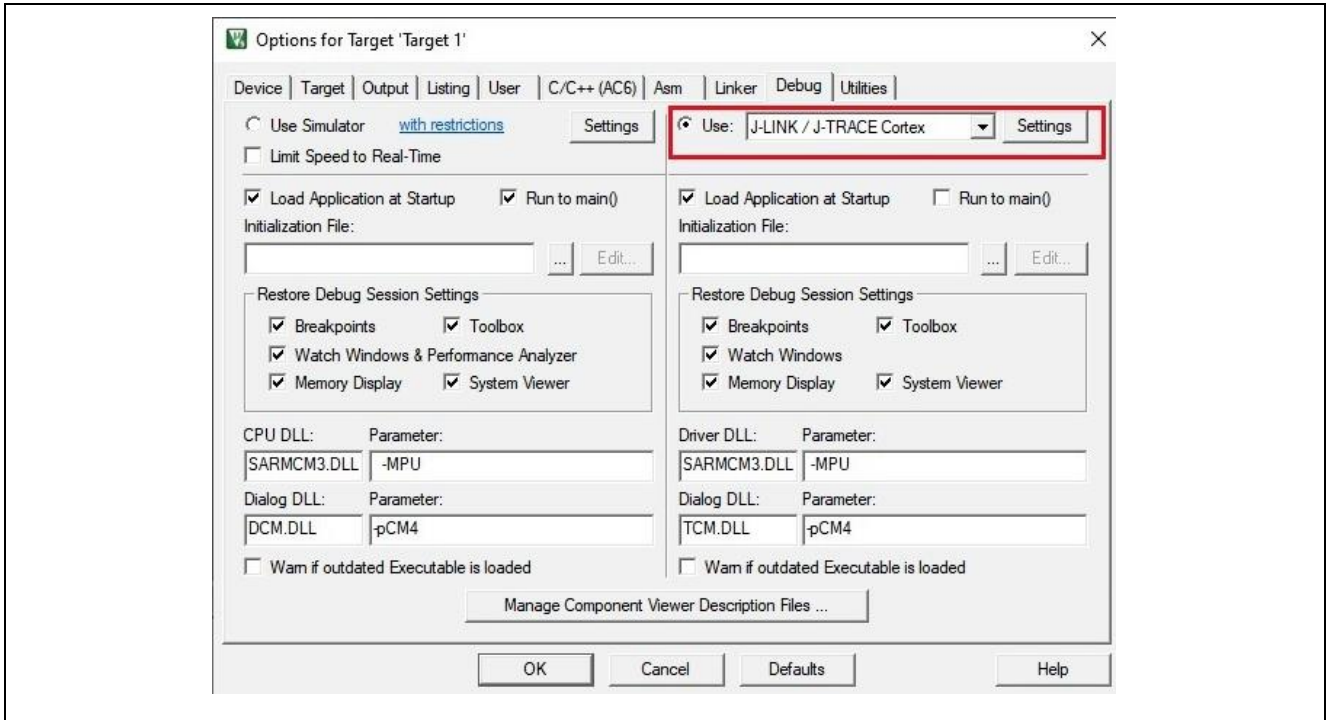 Options for Target 'Target 1'
Device Target Output Listing User C/C++ (AC6) Asm Linker Debug Utilities
Use Simulator with restrictions Settings
Limit Speed to Real-Time
Use: J-LINK / J-TRACE Cortex Settings
Load Application at Startup Run to main()
Initialization File:
... Edit...
Restore Debug Session Settings
Breakpoints Toolbox
Watch Windows & Performance Analyzer
Memory Display System Viewer
CPU DLL: Parameter:
SARMCM3.DLL -MPU
Dialog DLL: Parameter:
DCM.DLL -pCM4
Warn if outdated Executable is loaded
Load Application at Startup Run to main()
Initialization File:
... Edit...
Restore Debug Session Settings
Breakpoints Toolbox
Watch Windows
Memory Display System Viewer
Driver DLL: Parameter:
SARMCM3.DLL -MPU
Dialog DLL: Parameter:
TCM.DLL -pCM4
Warn if outdated Executable is loaded
Manage Component Viewer Description Files ...
OK Cancel Defaults Help